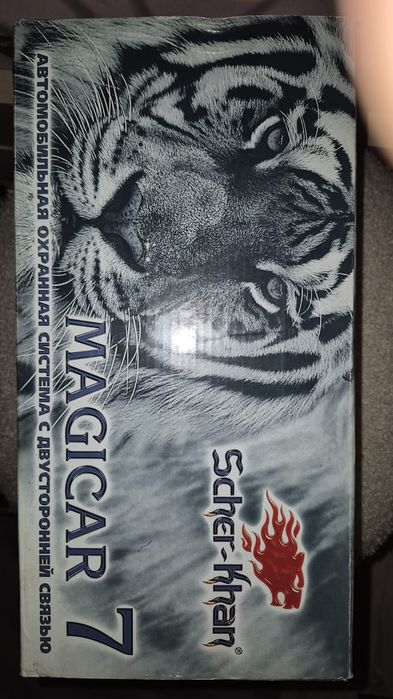 Scher-Khan®
MAGICAR 7
АВТОМОБИЛЬНАЯ ОХРАННАЯ СИСТЕМА С ДВУСТОРОННЕЙ СВЯЗЬЮ